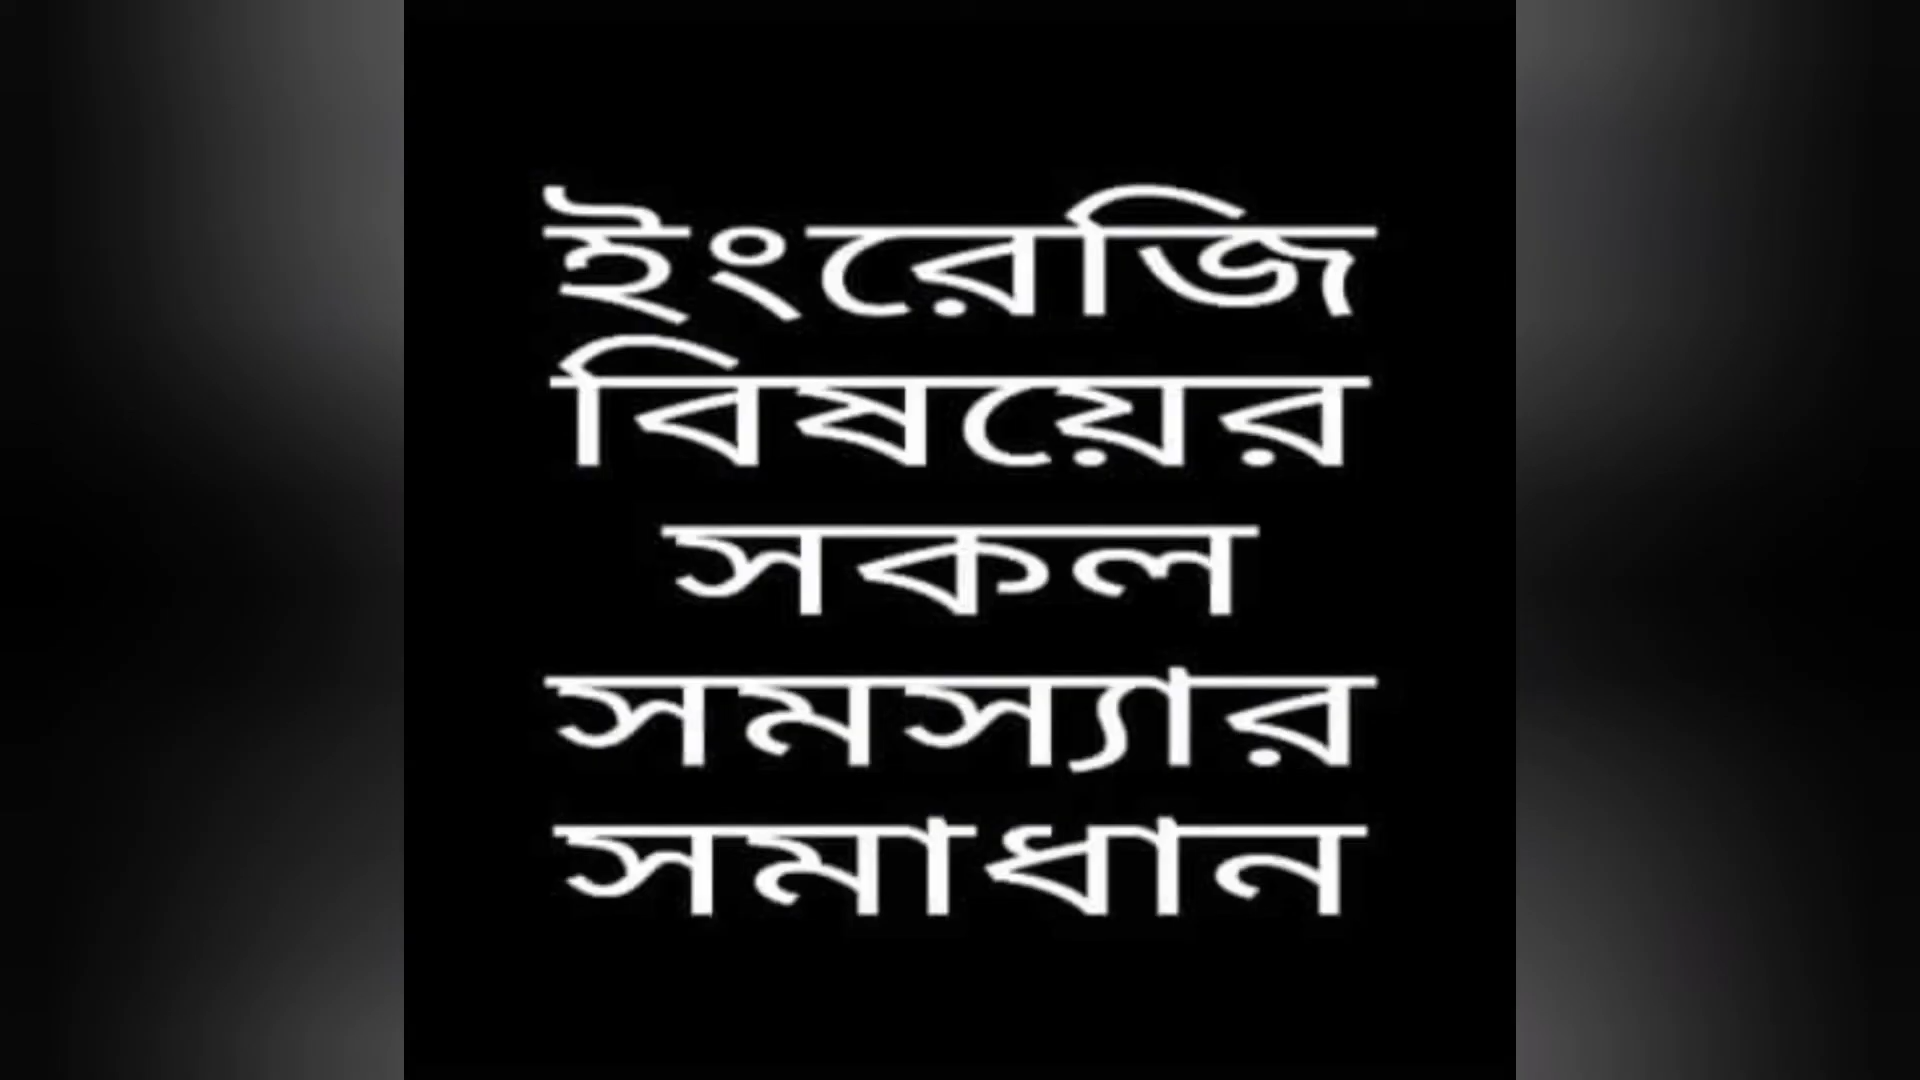 ইংরেজি
বিষয়ের
সকল
সমস্যার
সমাধান